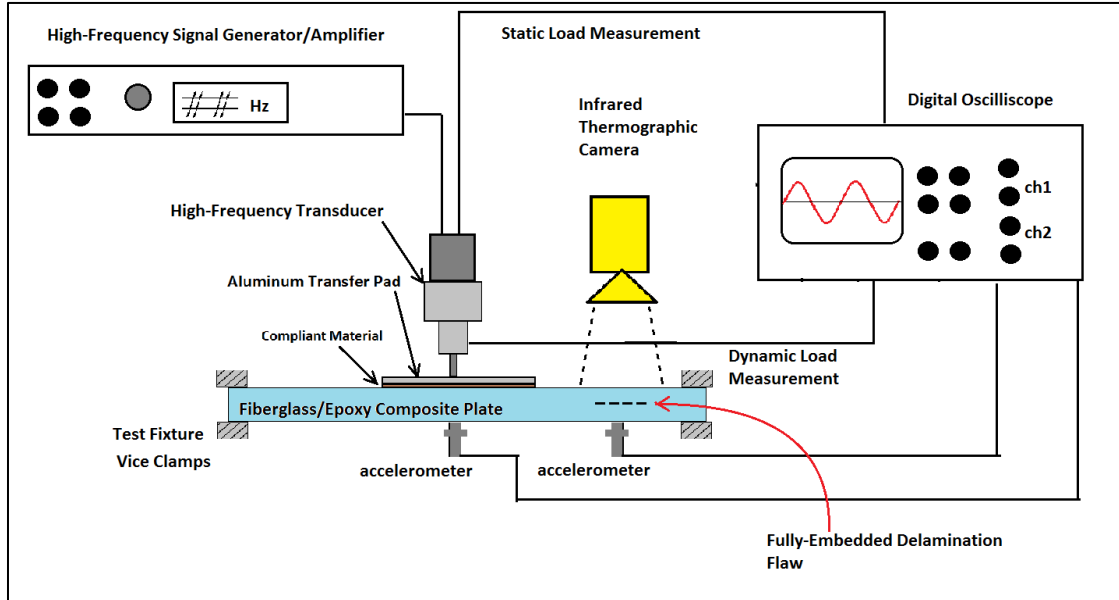 High-Frequency Signal Generator/Amplifier
Hz
Static Load Measurement
Infrared
Thermographic
Camera
Digital Oscilliscope
ch1
ch2
High-Frequency Transducer
Aluminum Transfer Pad
Compliant Material
Dynamic Load
Measurement
Fiberglass/Epoxy Composite Plate
Test Fixture
Vice Clamps
accelerometer
accelerometer
Fully-Embedded Delamination
Flaw